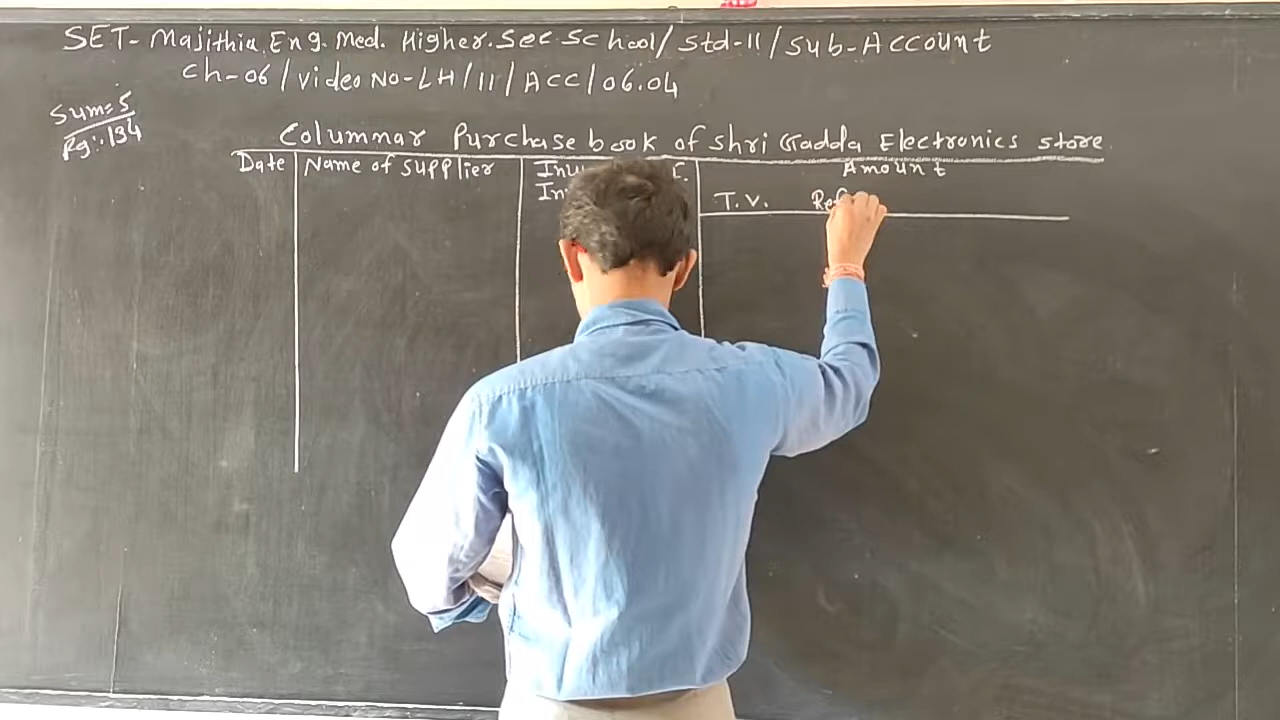 SET-Majithia Eng. Med. Higher.Sec School/Std-11/Sub-Account
Ch-06/Video No-LH/11/ACC/06.04
Sum:5
Pg:-134
Columnar Purchase book of Shri Gadda Electronics store
Date Name of Supplier Amount
T.V.